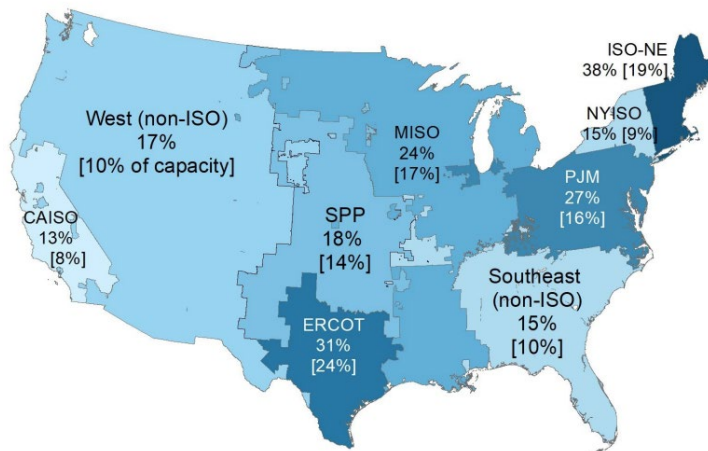 ISO-NE
38% [19%]
NYISO
15% [9%]
West (non-ISO)
17%
[10% of capacity]
MISO
24%
[17%]
PJM
27%
[16%]
CAISO
13%
[8%]
SPP
18%
[14%]
Southeast
(non-ISO)
15%
[10%]
ERCOT
31%
[24%]